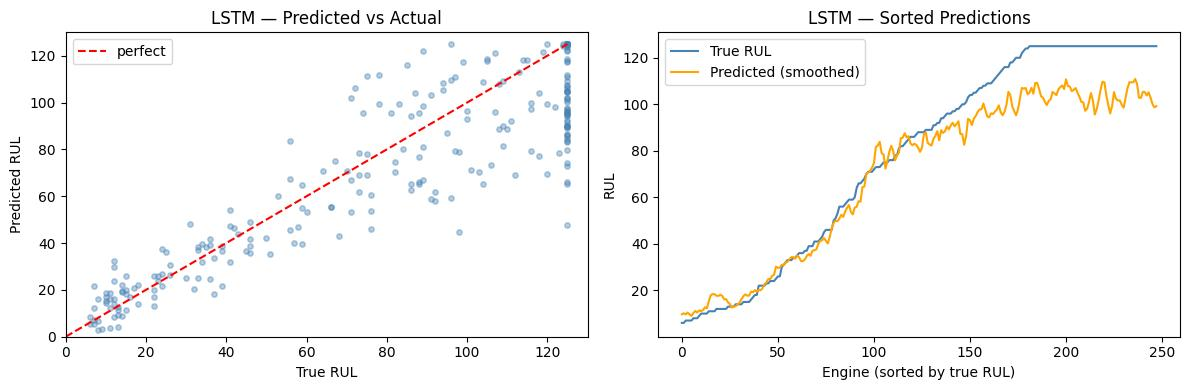 LSTM — Predicted vs Actual
perfect
Predicted RUL
120
100
80
60
40
20
0
0 20 40 60 80 100 120
True RUL
LSTM — Sorted Predictions
True RUL
Predicted (smoothed)
RUL
120
100
80
60
40
20
0 50 100 150 200 250
Engine (sorted by true RUL)